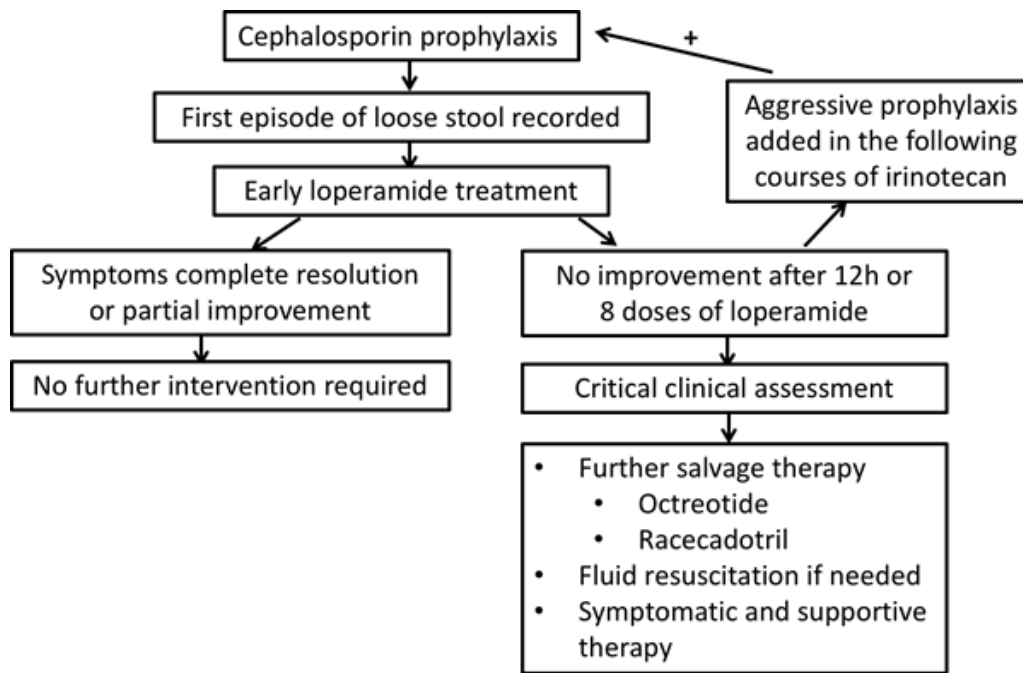 Cephalosporin prophylaxis
+
Aggressive prophylaxis
added in the following
courses of irinotecan
First episode of loose stool recorded
Early loperamide treatment
Symptoms complete resolution
or partial improvement
No improvement after 12h or
8 doses of loperamide
No further intervention required
Critical clinical assessment
• Further salvage therapy
• Octreotide
• Racecadotril
• Fluid resuscitation if needed
• Symptomatic and supportive
therapy